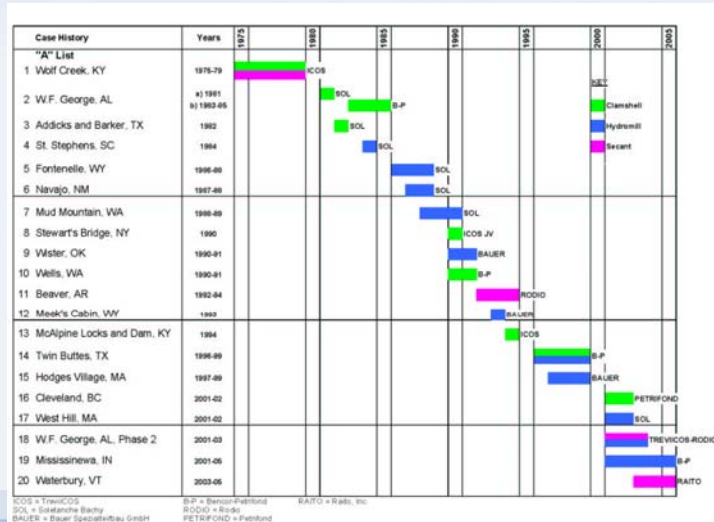 Case History Years 1975 1980 1985 1990 1995 2000 2005
"A" List
1 Wolf Creek, KY 1975-79 ICOS
KEY
2 W.F. George, AL a) 1981 SOL
b) 1983-85 B-P Clamshell
3 Addicks and Barker, TX 1982 SOL Hydromill
4 St. Stephens, SC 1984 SOL Secant
5 Fontenelle, WY 1986-88 SOL
6 Navajo, NM 1987-88 SOL
7 Mud Mountain, WA 1988-89 SOL
8 Stewart's Bridge, NY 1990 ICOS JV
9 Wister, OK 1990-91 BAUER
10 Wells, WA 1990-91 B-P
11 Beaver, AR 1992-94 RODIO
12 Meek's Cabin, WY 1993 BAUER
13 McAlpine Locks and Dam, KY 1994 ICOS
14 Twin Buttes, TX 1996-99 B-P
15 Hodges Village, MA 1997-99 BAUER
16 Cleveland, BC 2001-02 PETRIFOND
17 West Hill, MA 2001-02 SOL
18 W.F. George, AL, Phase 2 2001-03 TREVIICOS-RODIO
19 Mississinewa, IN 2001-05 B-P
20 Waterbury, VT 2003-05 RAITO
ICOS = TreviICOS B-P = Bencor-Petrifond RAITO = Raito, Inc.
SOL = Soletanche Bachy RODIO = Rodio
BAUER = Bauer Spezialtiefbau GmbH PETRIFOND = Petrifond